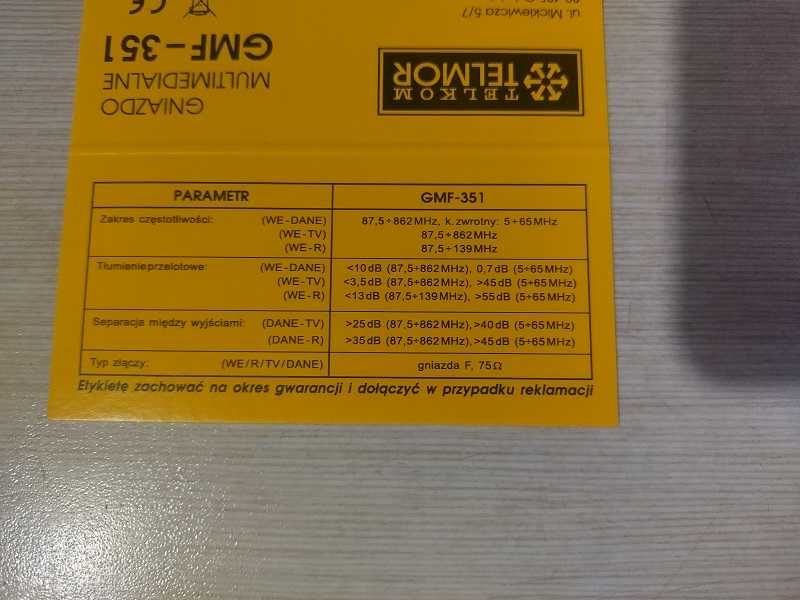 ul. Mickiewicza 5/7
TELKOM
TELMOR
GNIAZDO
MULTIMEDIALNE
GMF-351
CE
PARAMETR GMF-351
Zakres częstotliwości: (WE-DANE) 87,5÷862MHz, k.zwrotny: 5÷65MHz
(WE-TV) 87,5÷862MHz
(WE-R) 87,5÷139MHz
Tłumienie przelotowe: (WE-DANE) <10dB (87,5÷862MHz), 0,7dB (5÷65MHz)
(WE-TV) <3,5dB (87,5÷862MHz), >45dB (5÷65MHz)
(WE-R) <13dB (87,5÷139MHz), >55dB (5÷65MHz)
Separacja między wyjściami: (DANE-TV) >25dB (87,5÷862MHz),>40dB (5÷65MHz)
(DANE-R) >35dB (87,5÷862MHz),>45dB (5÷65MHz)
Typ złączy: (WE/R/TV/DANE) gniazda F, 75Ω
Etykietę zachować na okres gwarancji i dołączyć w przypadku reklamacji